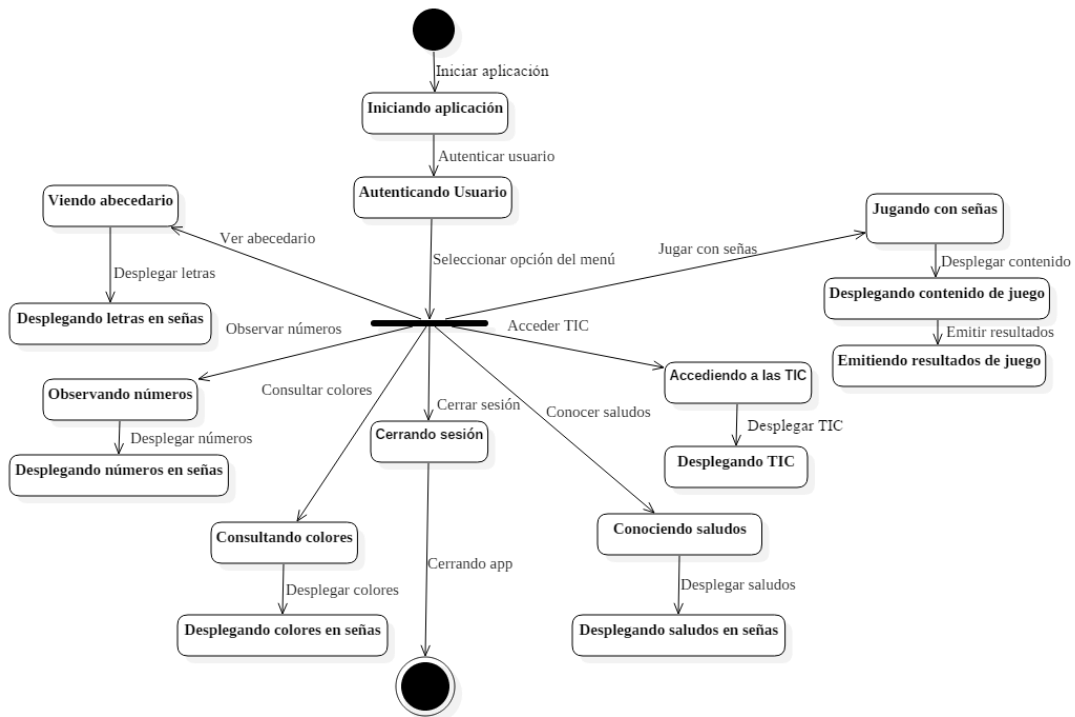 Iniciar aplicación
Iniciando aplicación
Autenticar usuario
Autenticando Usuario
Viendo abecedario
Jugando con señas
Ver abecedario
Jugar con señas
Seleccionar opción del menú
Desplegar contenido
Desplegar letras
Desplegando contenido de juego
Desplegando letras en señas
Observar números
Acceder TIC
Emitir resultados
Emitiendo resultados de juego
Accediendo a las TIC
Observando números
Consultar colores
Cerrar sesión
Conocer saludos
Desplegar TIC
Cerrando sesión
Desplegar números
Desplegando TIC
Desplegando números en señas
Conociendo saludos
Consultando colores
Cerrando app
Desplegar saludos
Desplegar colores
Desplegando colores en señas
Desplegando saludos en señas